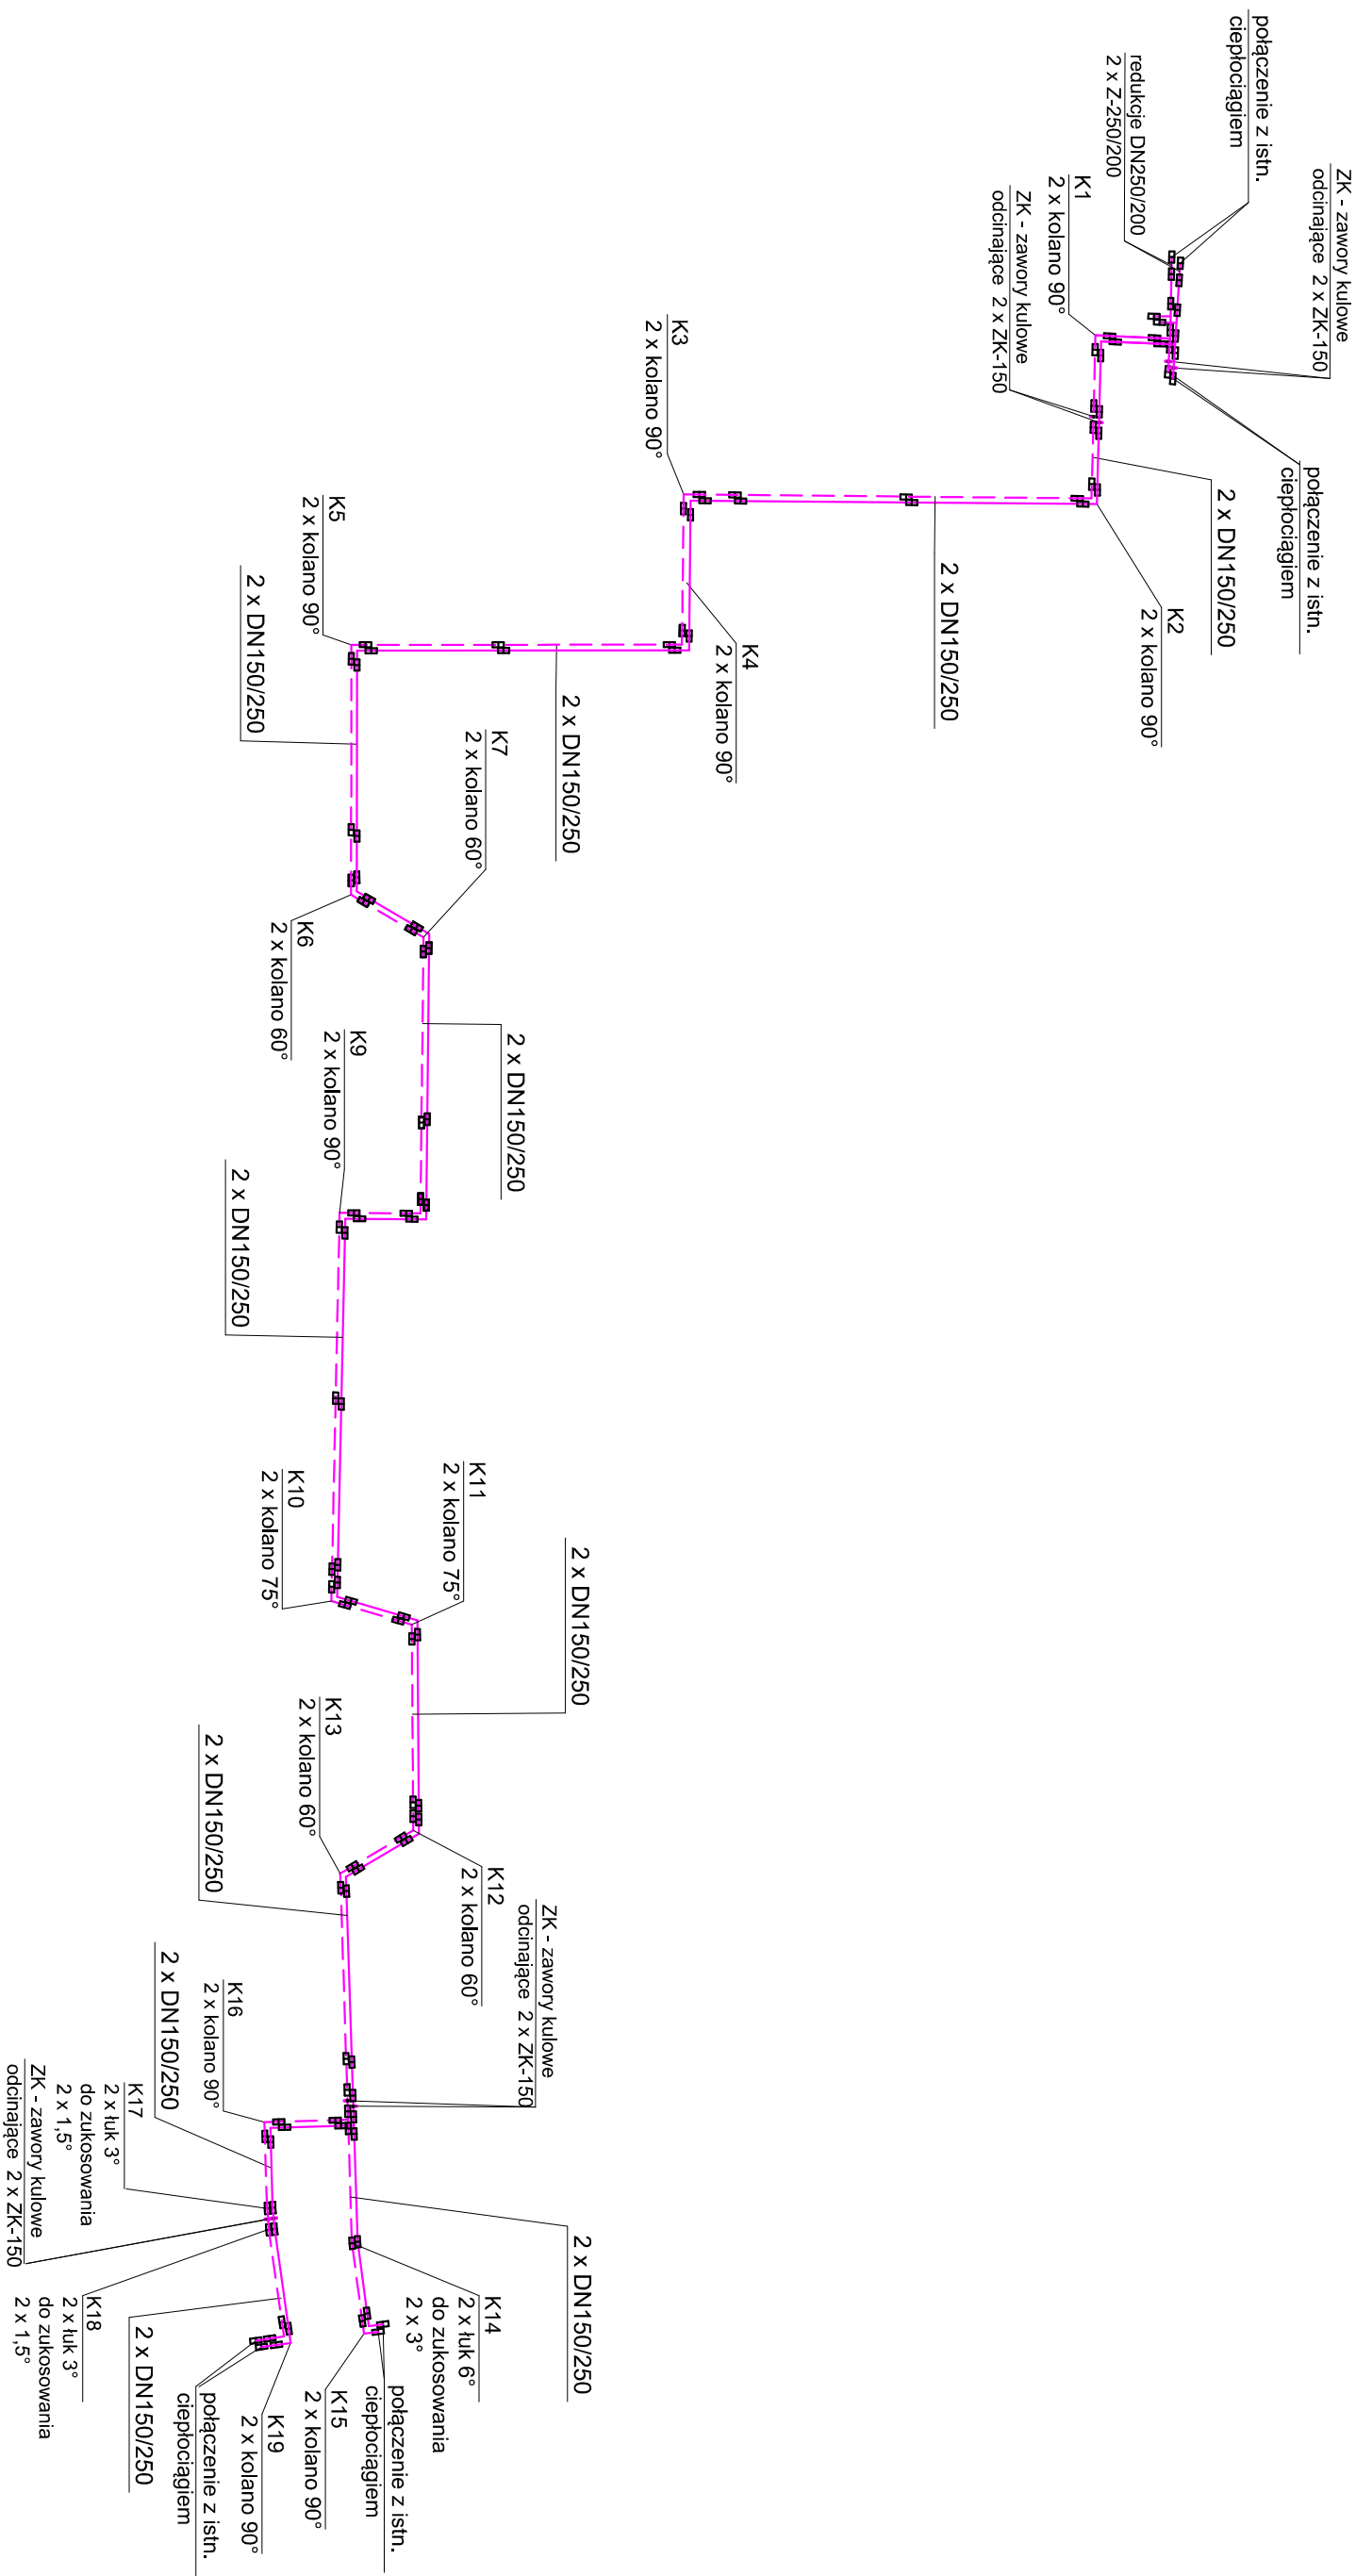 ZK - zawory kulowe
odcinające 2 x ZK-150
połączenie z istn.
ciepłociągiem
redukcje DN250/200
2 x Z-250/200
K1
2 x kolano 90°
ZK - zawory kulowe
odcinające 2 x ZK-150
połączenie z istn.
ciepłociągiem
2 x DN150/250
K2
2 x kolano 90°
K3
2 x kolano 90°
2 x DN150/250
K4
2 x kolano 90°
K5
2 x kolano 90°
2 x DN150/250
2 x DN150/250
K7
2 x kolano 60°
K6
2 x kolano 60°
2 x DN150/250
K9
2 x kolano 90°
2 x DN150/250
K11
2 x kolano 75°
K10
2 x kolano 75°
2 x DN150/250
K13
2 x kolano 60°
2 x DN150/250
K12
2 x kolano 60°
ZK - zawory kulowe
odcinające 2 x ZK-150
2 x DN150/250
K16
2 x kolano 90°
K17
2 x łuk 3°
do zukosowania
2 x 1,5°
ZK - zawory kulowe
odcinające 2 x ZK-150
2 x DN150/250
K14
2 x łuk 6°
do zukosowania
2 x 3°
K18
2 x łuk 3°
do zukosowania
2 x 1,5°
2 x DN150/250
połączenie z istn.
ciepłociągiem
K15
2 x kolano 90°
K19
2 x kolano 90°
połączenie z istn.
ciepłociągiem